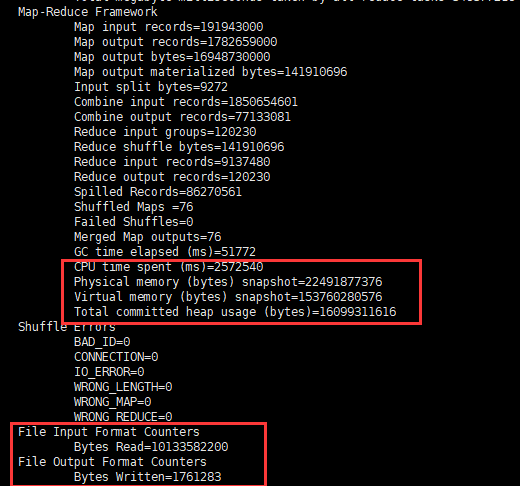 Map-Reduce Framework
Map input records=191943000
Map output records=1782659000
Map output bytes=16948730000
Map output materialized bytes=141910696
Input split bytes=9272
Combine input records=1850654601
Combine output records=77133081
Reduce input groups=120230
Reduce shuffle bytes=141910696
Reduce input records=9137480
Reduce output records=120230
Spilled Records=86270561
Shuffled Maps =76
Failed Shuffles=0
Merged Map outputs=76
GC time elapsed (ms)=51772
CPU time spent (ms)=2572540
Physical memory (bytes) snapshot=22491877376
Virtual memory (bytes) snapshot=153760280576
Total committed heap usage (bytes)=16099311616
Shuffle Errors
BAD_ID=0
CONNECTION=0
IO_ERROR=0
WRONG_LENGTH=0
WRONG_MAP=0
WRONG_REDUCE=0
File Input Format Counters
Bytes Read=10133582200
File Output Format Counters
Bytes Written=1761283